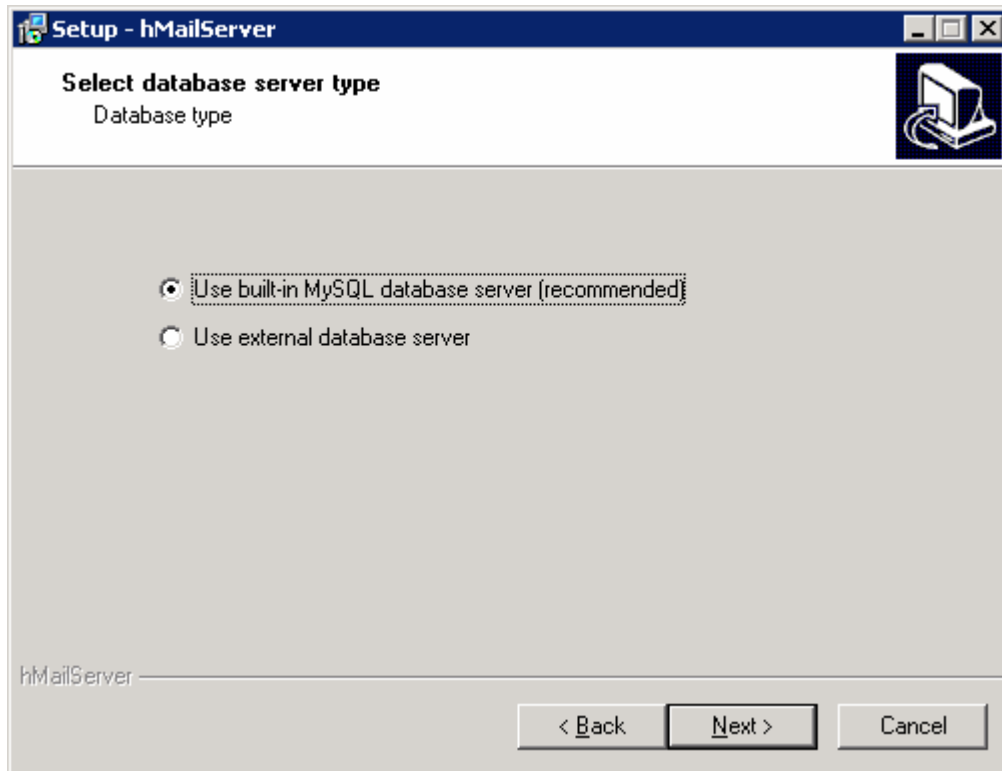 Setup - hMailServer
Select database server type
Database type
Use built-in MySQL database server (recommended)
Use external database server
hMailServer
< Back
Next >
Cancel